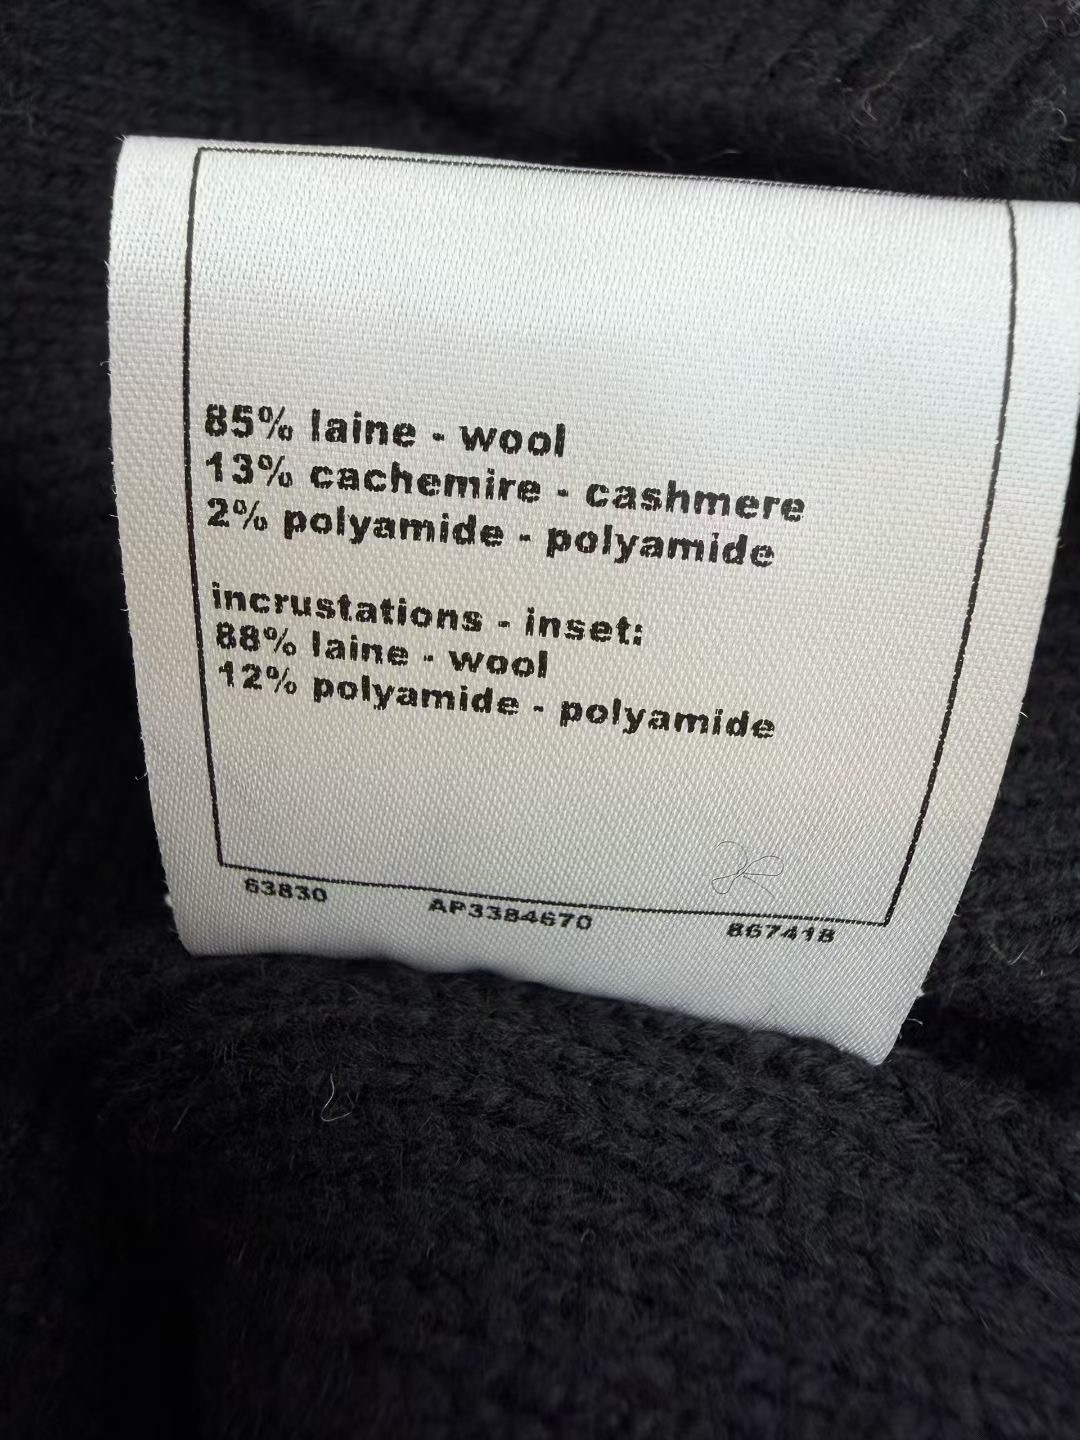 85% laine - wool
13% cachemire - cashmere
2% polyamide - polyamide
incrustations - inset:
88% laine - wool
12% polyamide - polyamide
63830 AP3384670 867418